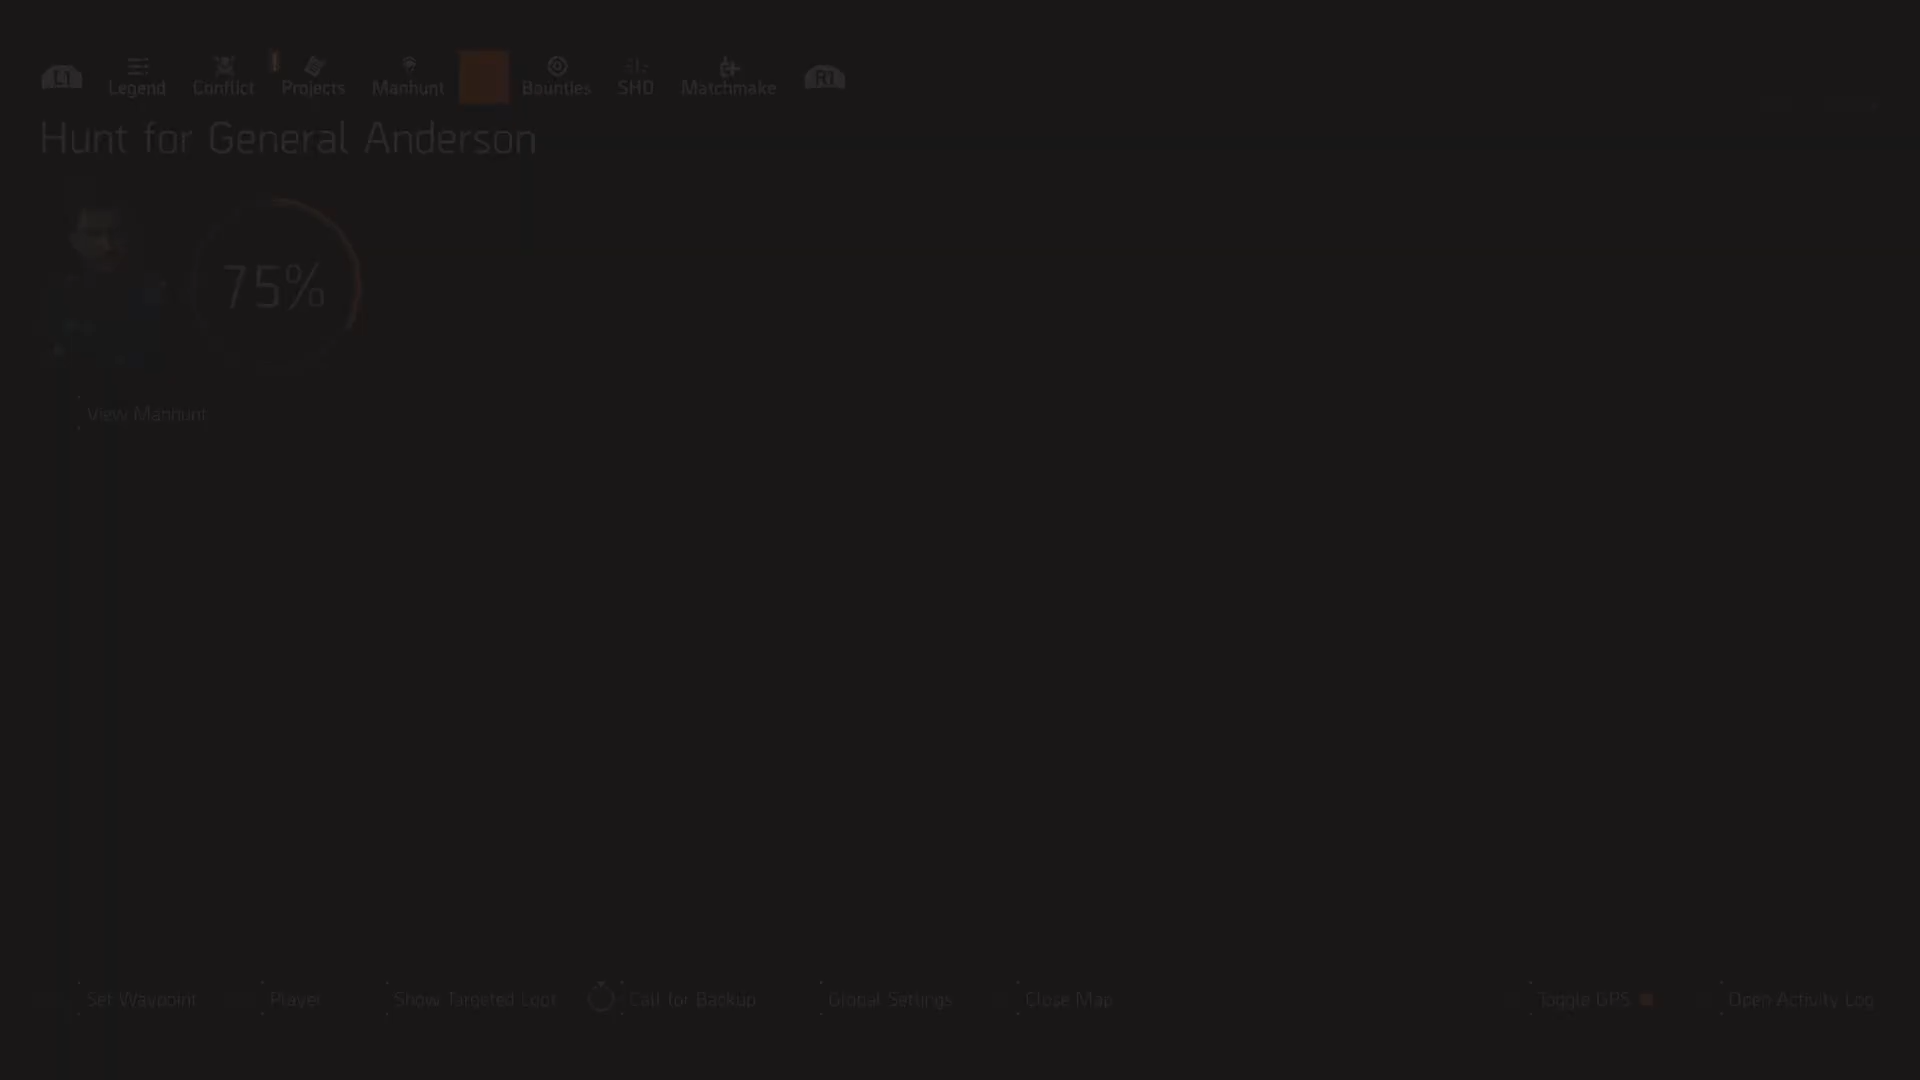 L1 Legend Conflict ! Projects Manhunt Bounties SHD Matchmake R1
Hunt for General Anderson
75%
View Manhunt
Set Waypoint Player Show Targeted Loot Call for Backup Global Settings Close Map Toggle GPS Open Activity Log